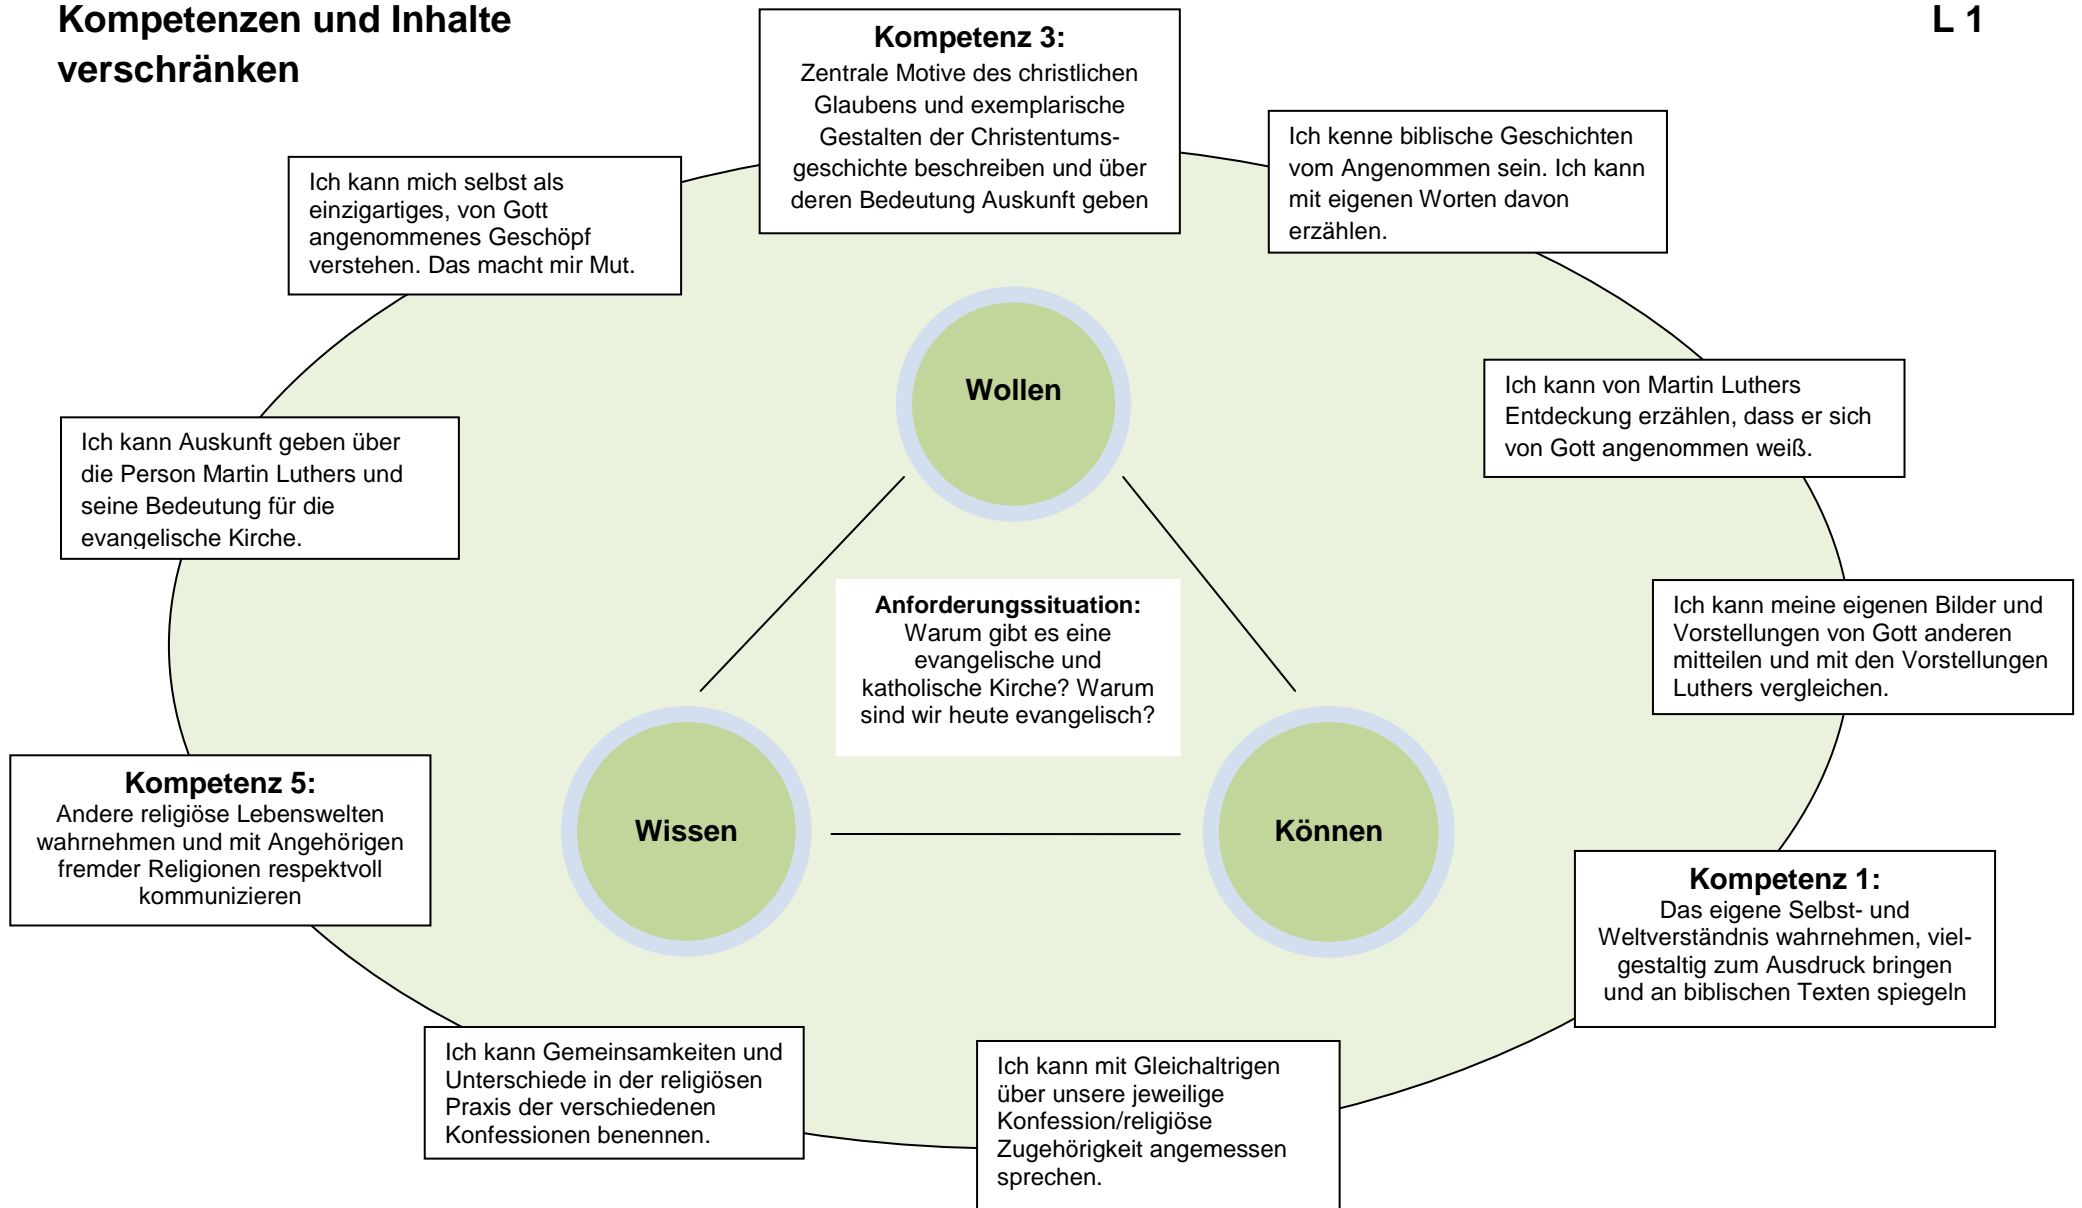 Kompetenzen und Inhalte
verschränken
L 1
Kompetenz 3:
Zentrale Motive des christlichen
Glaubens und exemplarische
Gestalten der Christentums-
geschichte beschreiben und über
deren Bedeutung Auskunft geben
Ich kann mich selbst als
einzigartiges, von Gott
angenommenes Geschöpf
verstehen. Das macht mir Mut.
Ich kenne biblische Geschichten
vom Angenommen sein. Ich kann
mit eigenen Worten davon
erzählen.
Wollen
Ich kann von Martin Luthers
Entdeckung erzählen, dass er sich
von Gott angenommen weiß.
Ich kann Auskunft geben über
die Person Martin Luthers und
seine Bedeutung für die
evangelische Kirche.
Anforderungssituation:
Warum gibt es eine
evangelische und
katholische Kirche? Warum
sind wir heute evangelisch?
Ich kann meine eigenen Bilder und
Vorstellungen von Gott anderen
mitteilen und mit den Vorstellungen
Luthers vergleichen.
Kompetenz 5:
Andere religiöse Lebenswelten
wahrnehmen und mit Angehörigen
fremder Religionen respektvoll
kommunizieren
Wissen
Können
Kompetenz 1:
Das eigene Selbst- und
Weltverständnis wahrnehmen, viel-
gestaltig zum Ausdruck bringen
und an biblischen Texten spiegeln
Ich kann Gemeinsamkeiten und
Unterschiede in der religiösen
Praxis der verschiedenen
Konfessionen benennen.
Ich kann mit Gleichaltrigen
über unsere jeweilige
Konfession/religiöse
Zugehörigkeit angemessen
sprechen.